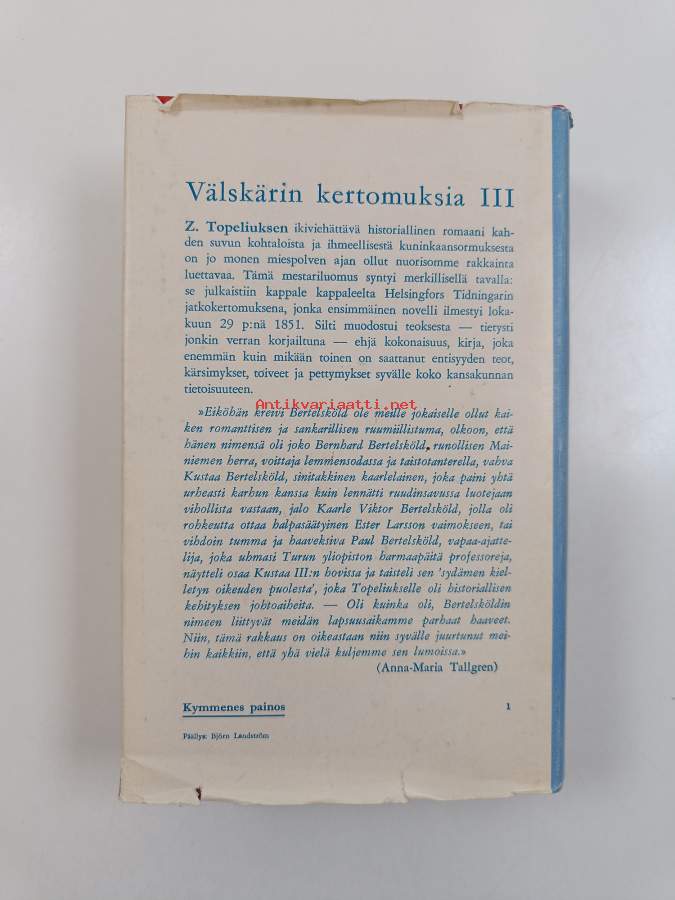 Välskärin kertomuksia III
Z. Topeliuksen ikiviehättävä historiallinen romaani kah-
den suvun kohtaloista ja ihmeellisestä kuninkaansormuksesta
on jo monen miespolven ajan ollut nuorisomme rakkainta
luettavaa. Tämä mestariluomus syntyi merkillisellä tavalla:
se julkaistiin kappale kappaleelta Helsingfors Tidningarin
jatkokertomuksena, jonka ensimmäinen novelli ilmestyi loka-
kuun 29 p:nä 1851. Silti muodostui teoksesta — tietysti
jonkin verran korjailtuna — ehjä kokonaisuus, kirja, joka
enemmän kuin mikään toinen on saattanut entisyyden teot,
kärsimykset, toiveet ja pettymykset syvälle koko kansakunnan
tietoisuuteen.
Antikvariaatti.net
»Eiköhän kreivi Bertelsköld ole meille jokaiselle ollut kai-
ken romanttisen ja sankarillisen ruumiillistuma, olkoon, että
hänen nimensä oli joko Bernhard Bertelsköld, runollisen Mai-
niemen herra, voittaja lemmensodassa ja taistotanterella, vahva
Kustaa Bertelsköld, sinitakkinen kaarlelainen, joka paini yhtä
urheasti karhun kanssa kuin lennätti ruudinsavussa luotejaan
vihollista vastaan, jalo Kaarle Viktor Bertelsköld, jolla oli
rohkeutta ottaa halpasäätyinen Ester Larsson vaimokseen, tai
vihdoin tumma ja haaveksiva Paul Bertelsköld, vapaa-ajatte-
lija, joka uhmasi Turun yliopiston harmaapäitä professoreja,
näytteli osaa Kustaa III:n hovissa ja taisteli sen 'sydämen kiel-
letyn oikeuden puolesta', joka Topeliukselle oli historiallisen
kehityksen johtoaiheita. — Oli kuinka oli, Bertelsköldin
nimeen liittyvät meidän lapsuusaikamme parhaat haaveet.
Niin, tämä rakkaus on oikeastaan niin syvälle juurtunut mei-
hin kaikkiin, että yhä vielä kuljemme sen lumoissa.»
(Anna-Maria Tallgren)
Kymmenes painos 1
Päällys: Björn Landström